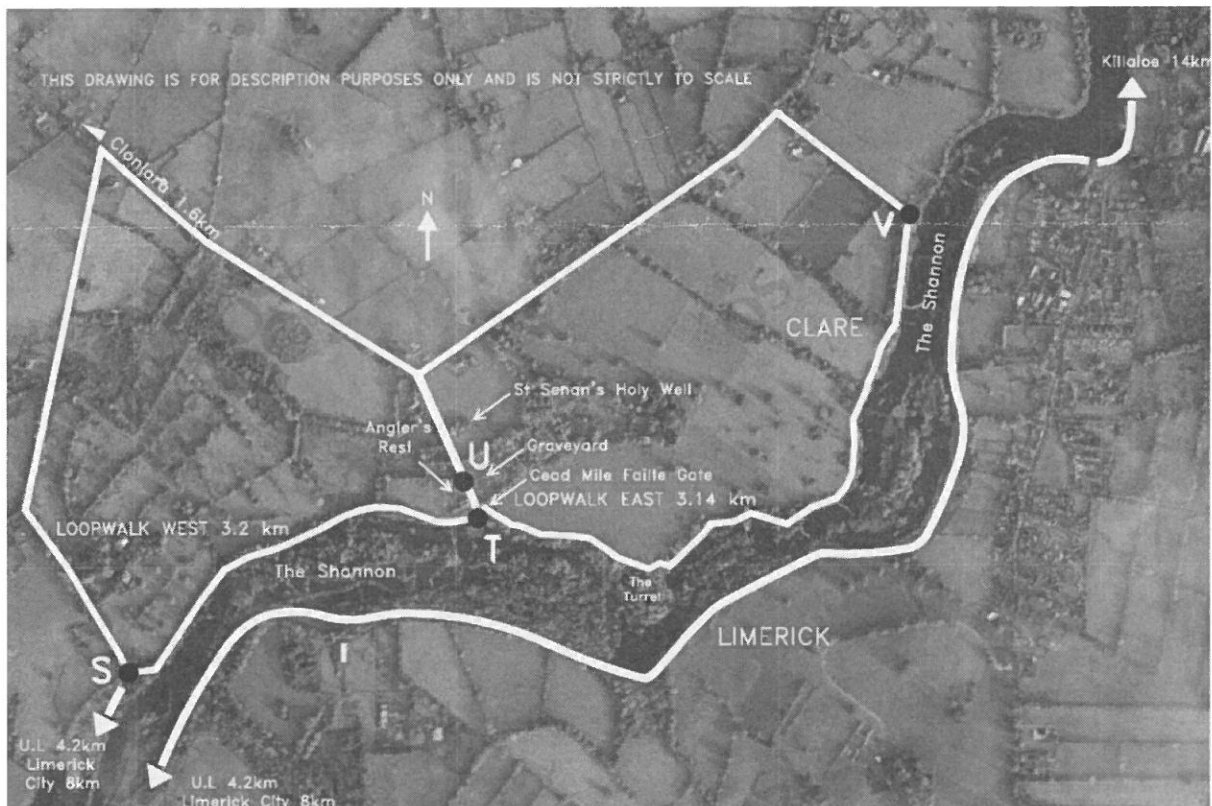 Killaloe 14km
THIS DRAWING IS FOR DESCRIPTION PURPOSES ONLY AND IS NOT STRICTLY TO SCALE
Clonlara 1.6km
N
V
The Shannon
CLARE
St Senan's Holy Well
Angler's
Rest
U
Graveyard
Cead Mile Failte Gate
LOOPWALK EAST 3.14 km
LOOPWALK WEST 3.2 km
T
The Shannon
The
Turret
LIMERICK
S
U.L 4.2km
Limerick
City 8km
U.L 4.2km
Limerick City 8km